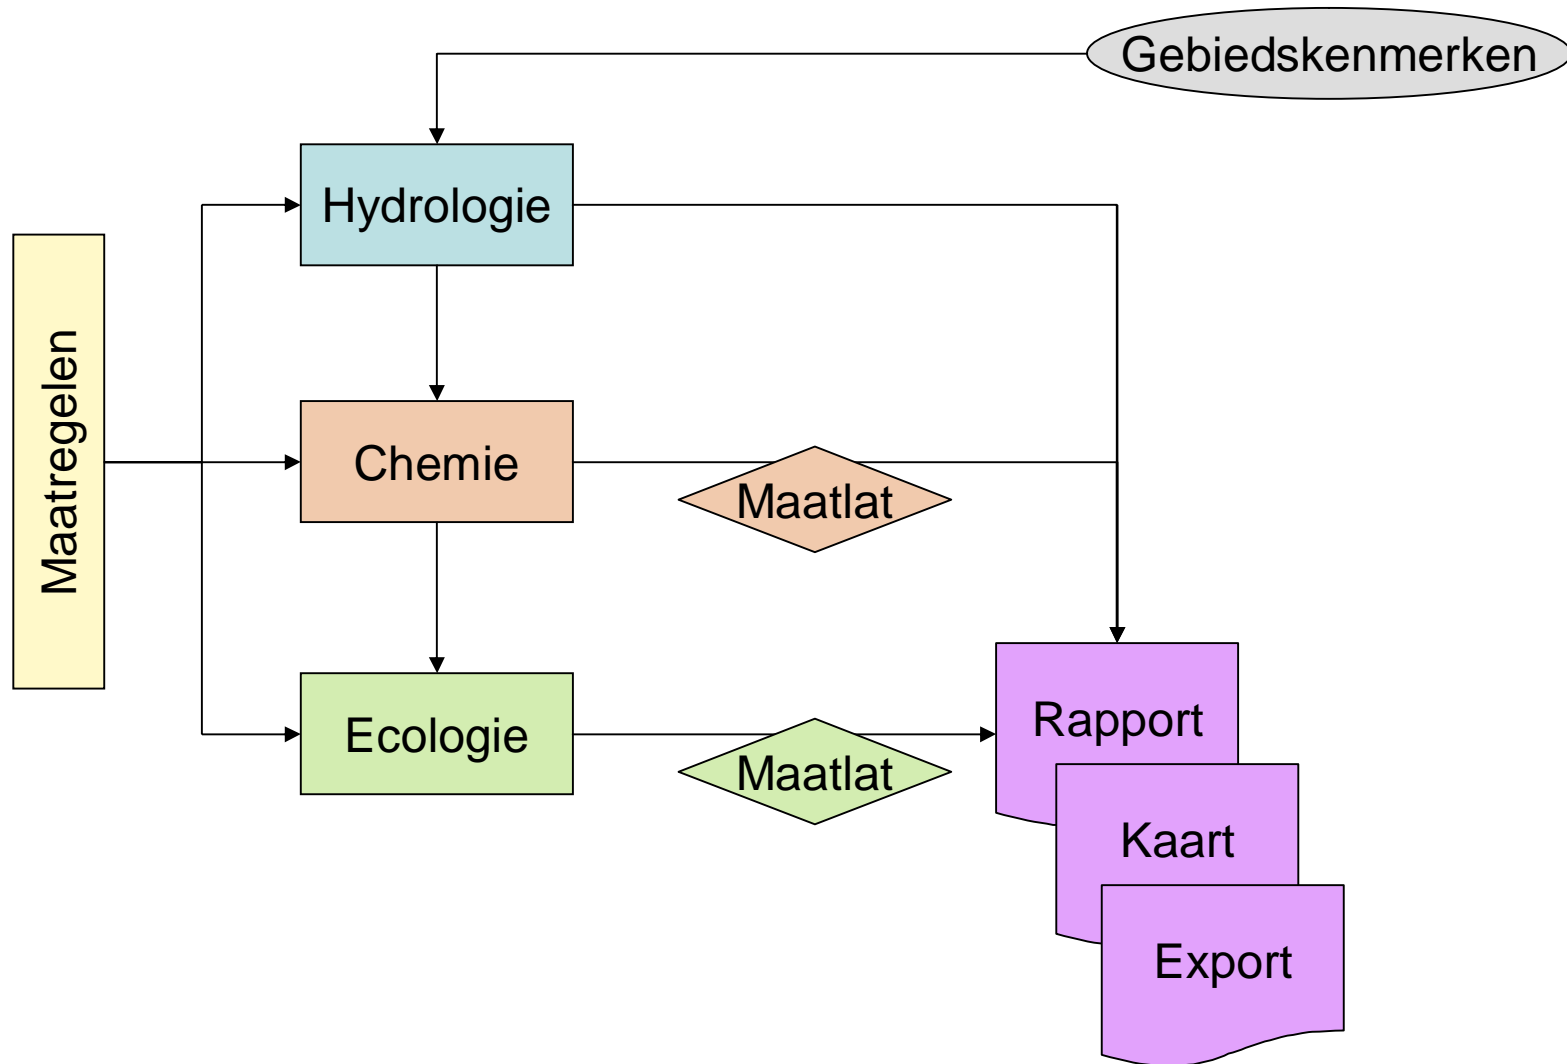 Gebiedskenmerken
Hydrologie
Maatregelen
Chemie
Maatlat
Ecologie
Maatlat
Rapport
Kaart
Export